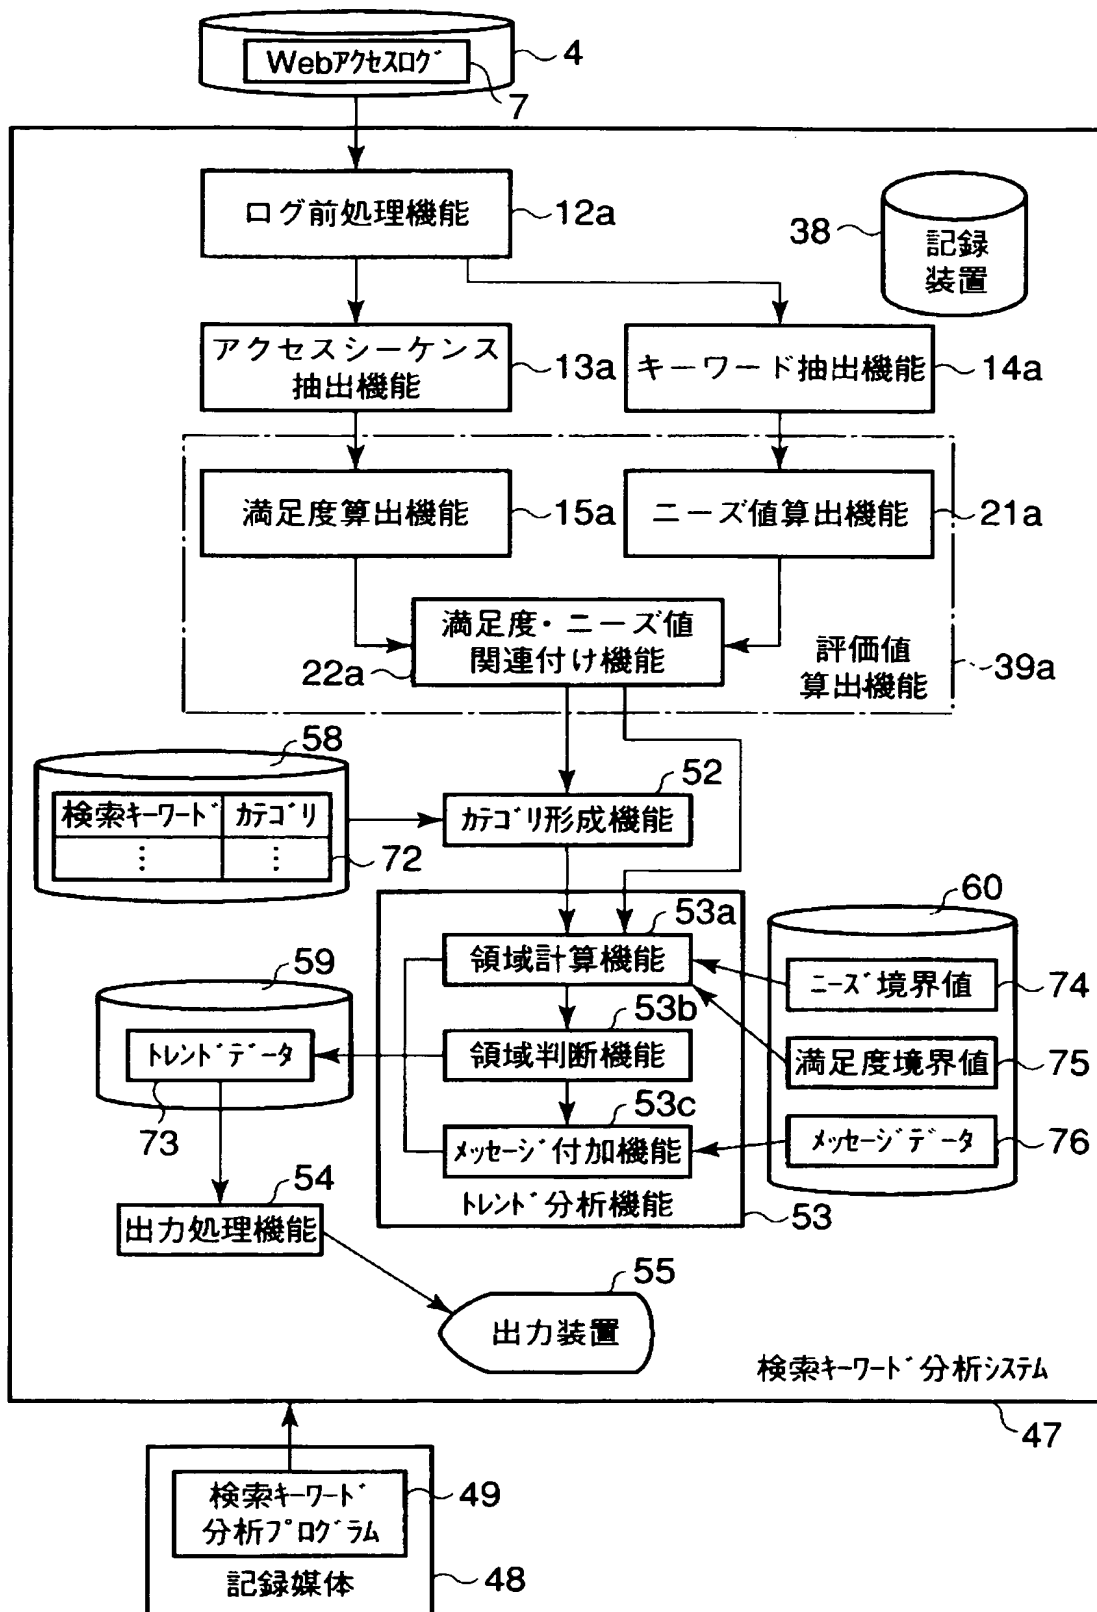 Webアクセスログ
4
7
ログ前処理機能
12a
38
記録
装置
アクセスシーケンス
抽出機能
13a
キーワード抽出機能
14a
満足度算出機能
15a
ニーズ値算出機能
21a
満足度・ニーズ値
関連付け機能
22a
評価値
算出機能
39a
58
検索キーワード
カテゴリ
⋮
⋮
72
52
カテゴリ形成機能
53a
領域計算機能
53b
領域判断機能
53c
メッセージ付加機能
トレンド分析機能
53
60
ニーズ境界値
74
満足度境界値
75
メッセージデータ
76
59
トレンドデータ
73
54
出力処理機能
55
出力装置
検索キーワード分析システム
47
検索キーワード
分析プログラム
49
記録媒体
48